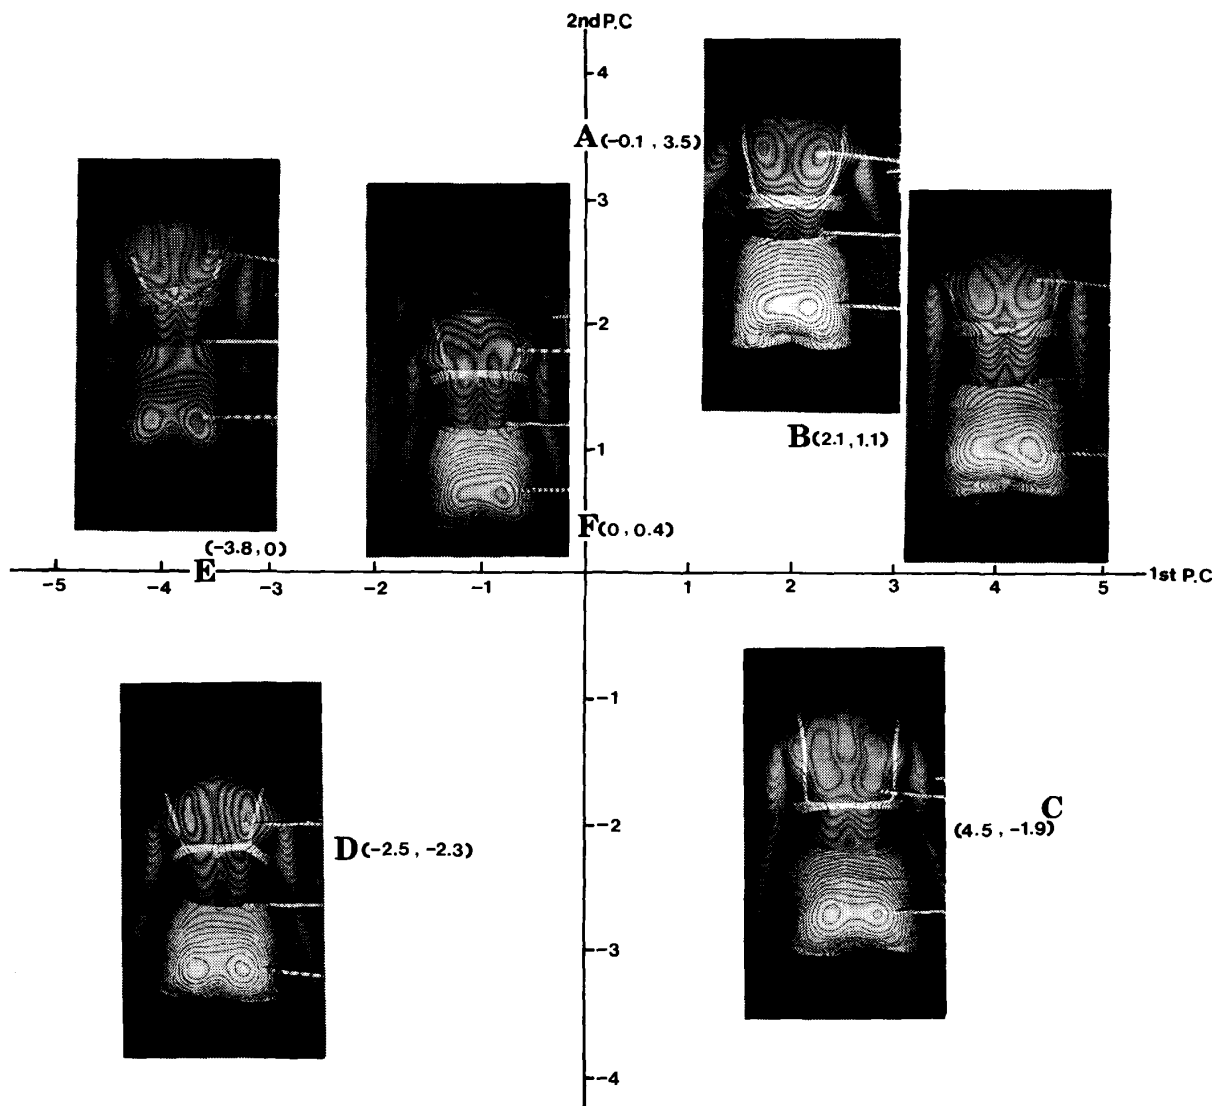 2nd P.C
4
A(-0.1 , 3.5)
3
2
B(2.1 , 1.1)
1
F(0 , 0.4)
(-3.8 , 0)
E
-5 -4 -3 -2 -1 1 2 3 4 5 1st P.C
-1
C
(4.5 , -1.9)
-2
D(-2.5 , -2.3)
-3
-4